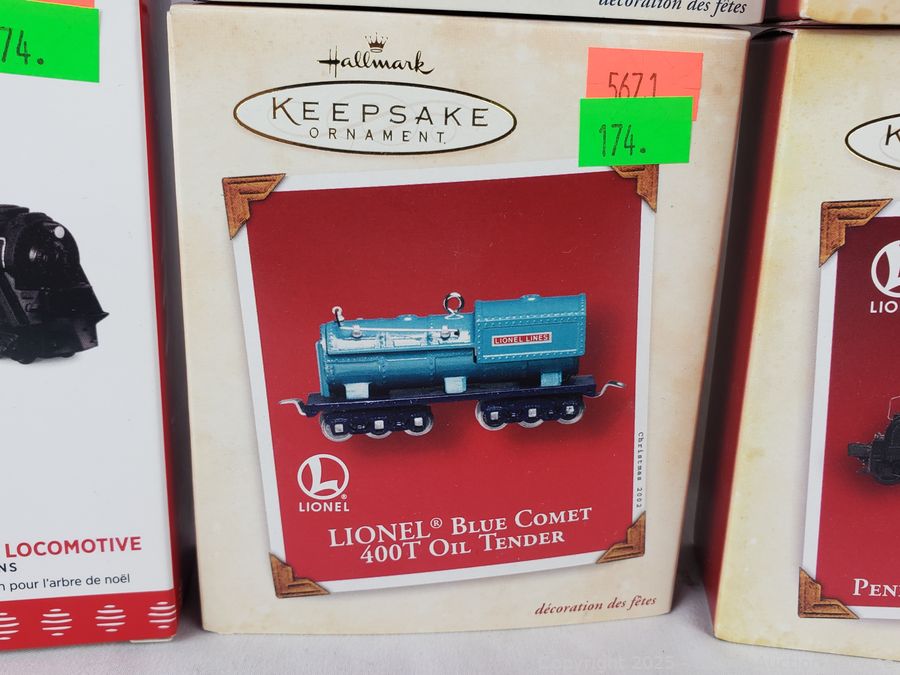 décoration des fêtes
74.
Hallmark
KEEPSAKE
ORNAMENT
567.1
174.
LIONEL LINES
Christmas 2002
L
LIONEL
LIONEL® BLUE COMET
400T OIL TENDER
décoration des fêtes
LOCOMOTIVE
NS
n pour l'arbre de noël
K
L
LIO
PEN
Copyright 2025